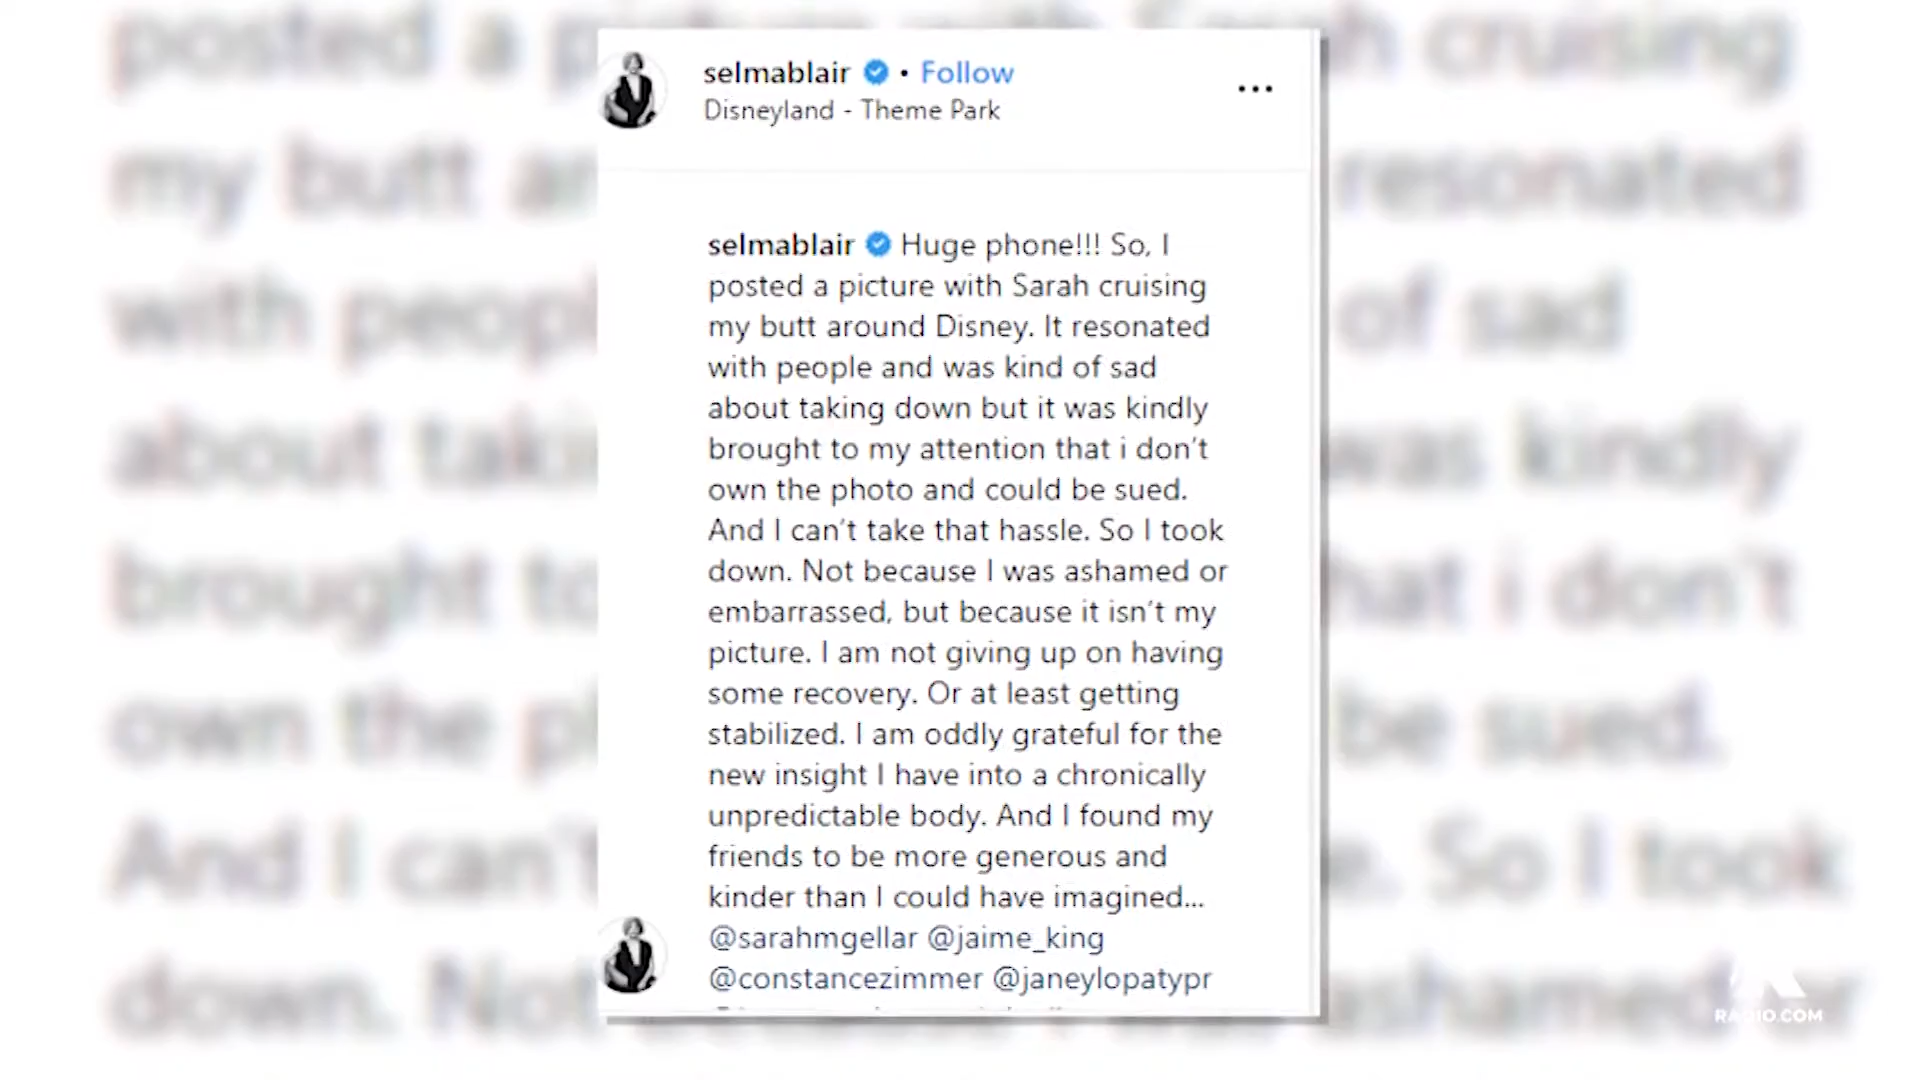 selmablair • Follow
Disneyland - Theme Park
...
selmablair Huge phone!!! So, I
posted a picture with Sarah cruising
my butt around Disney. It resonated
with people and was kind of sad
about taking down but it was kindly
brought to my attention that i don't
own the photo and could be sued.
And I can't take that hassle. So I took
down. Not because I was ashamed or
embarrassed, but because it isn't my
picture. I am not giving up on having
some recovery. Or at least getting
stabilized. I am oddly grateful for the
new insight I have into a chronically
unpredictable body. And I found my
friends to be more generous and
kinder than I could have imagined...
@sarahmgellar @jaime_king
@constancezimmer @janeylopatypr
RADIO.COM